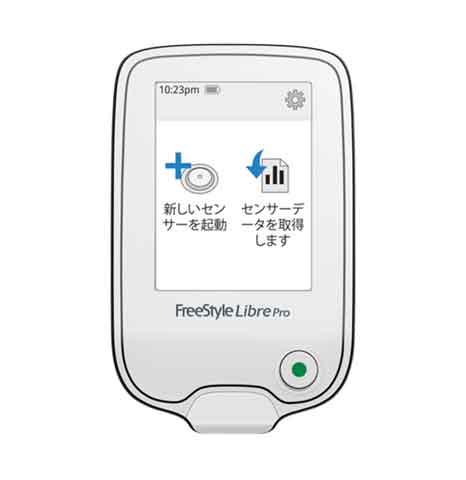 10:23pm
新しいセン
サーを起動
センサーデ
ータを取得
します
FreeStyle Libre Pro